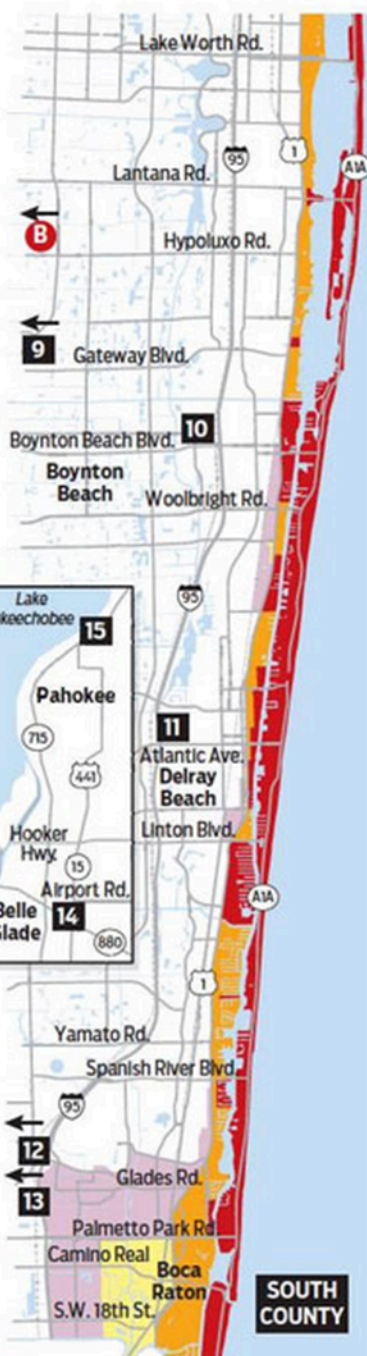 Lake Worth Rd.
95
1
A1A
Lantana Rd.
B
Hypoluxo Rd.
9
Gateway Blvd.
10
Boynton Beach Blvd.
Boynton
Beach
Woolbright Rd.
95
Lake
keechobee
15
Pahokee
715
441
Hooker
Hwy.
15
Airport Rd.
Belle
Glade
14
880
11
Atlantic Ave.
Delray
Beach
Linton Blvd.
A1A
1
Yamato Rd.
Spanish River Blvd.
95
12
Glades Rd.
13
Palmetto Park Rd.
Camino Real
Boca
Raton
S.W. 18th St.
SOUTH
COUNTY